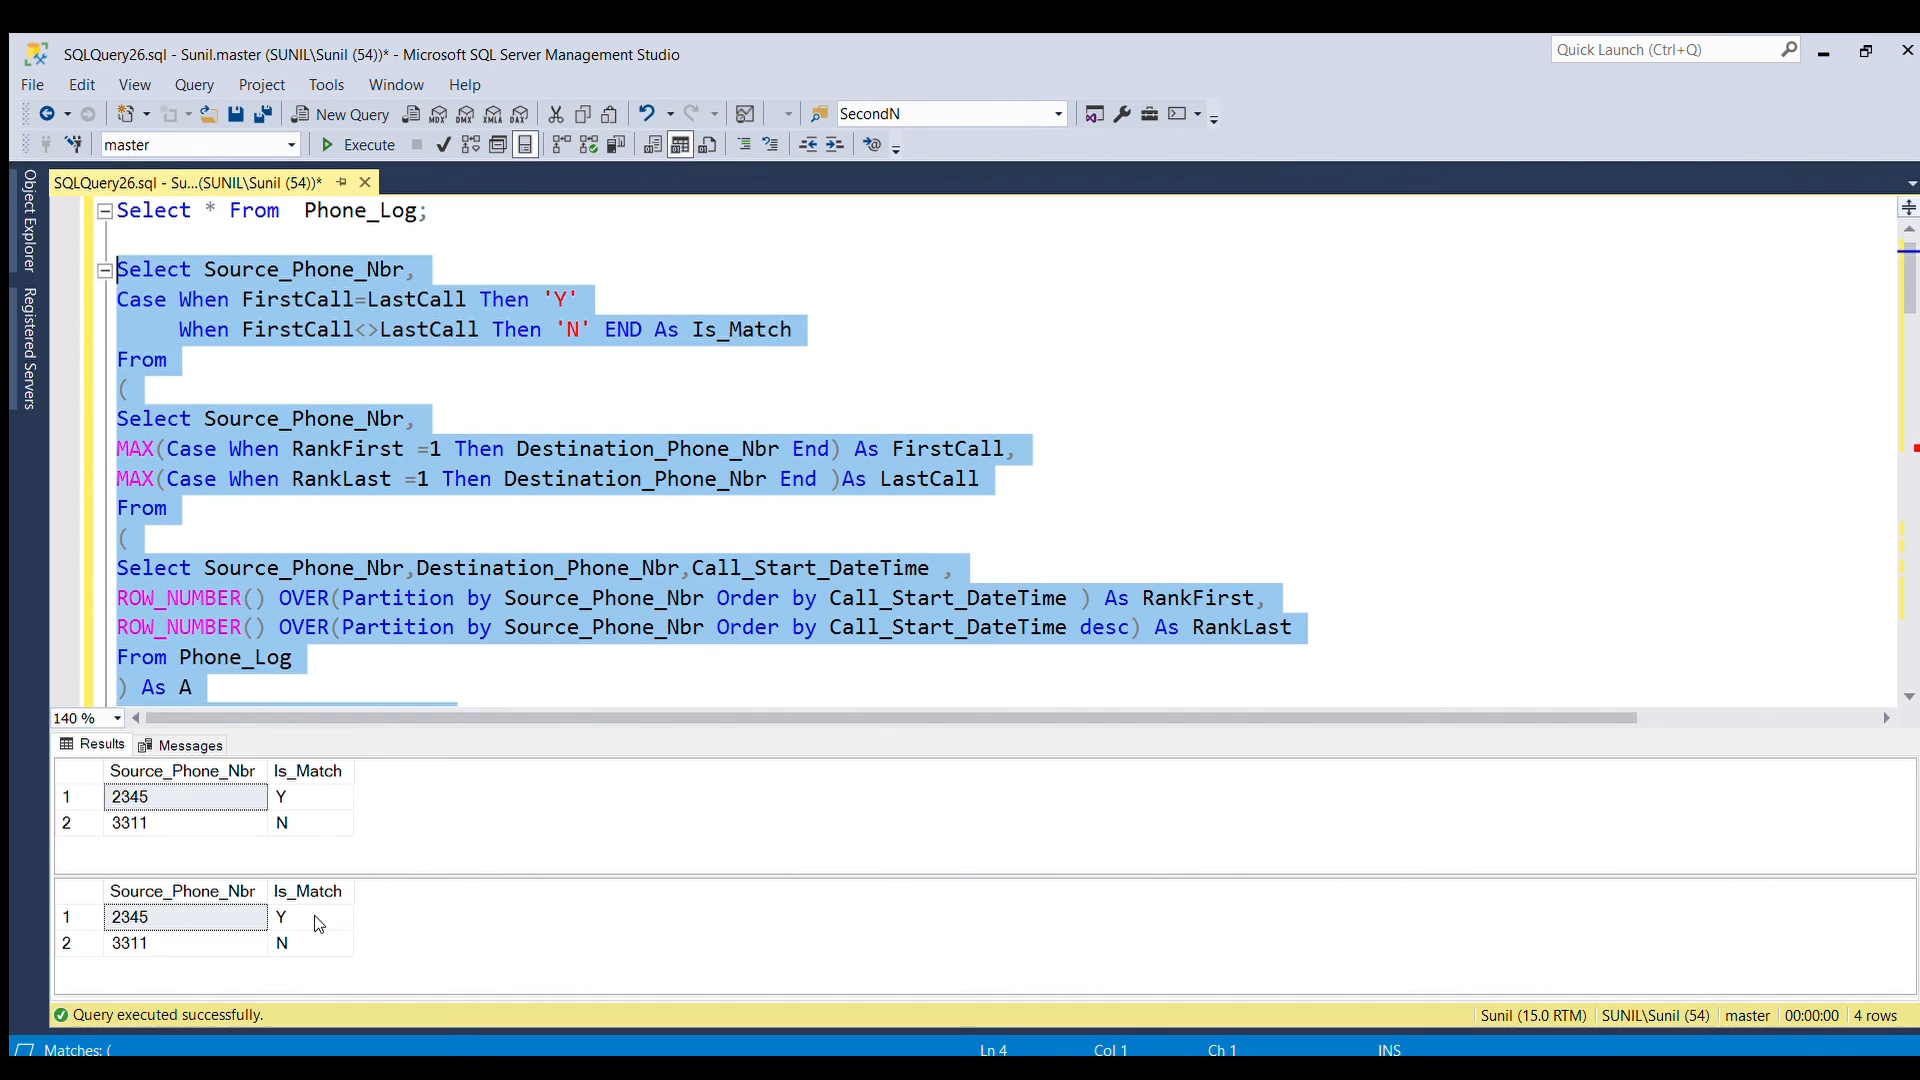 SQLQuery26.sql - Sunil.master (SUNIL\Sunil (54))* - Microsoft SQL Server Management Studio
Quick Launch (Ctrl+Q)
File Edit View Query Project Tools Window Help
New Query MDX DMX XMLA DAX SecondN
master Execute
Object Explorer
Registered Servers
SQLQuery26.sql - Su...(SUNIL\Sunil (54))*
Select * From  Phone_Log;
Select Source_Phone_Nbr,
Case When FirstCall=LastCall Then 'Y'
When FirstCall<>LastCall Then 'N' END As Is_Match
From
(
Select Source_Phone_Nbr,
MAX(Case When RankFirst =1 Then Destination_Phone_Nbr End) As FirstCall,
MAX(Case When RankLast =1 Then Destination_Phone_Nbr End )As LastCall
From
(
Select Source_Phone_Nbr,Destination_Phone_Nbr,Call_Start_DateTime ,
ROW_NUMBER() OVER(Partition by Source_Phone_Nbr Order by Call_Start_DateTime ) As RankFirst,
ROW_NUMBER() OVER(Partition by Source_Phone_Nbr Order by Call_Start_DateTime desc) As RankLast
From Phone_Log
) As A
140 %
Results Messages
Source_Phone_Nbr Is_Match
1 2345 Y
2 3311 N
Source_Phone_Nbr Is_Match
1 2345 Y
2 3311 N
Query executed successfully. Sunil (15.0 RTM) SUNIL\Sunil (54) master 00:00:00 4 rows
Matches: ( Ln 4 Col 1 Ch 1 INS